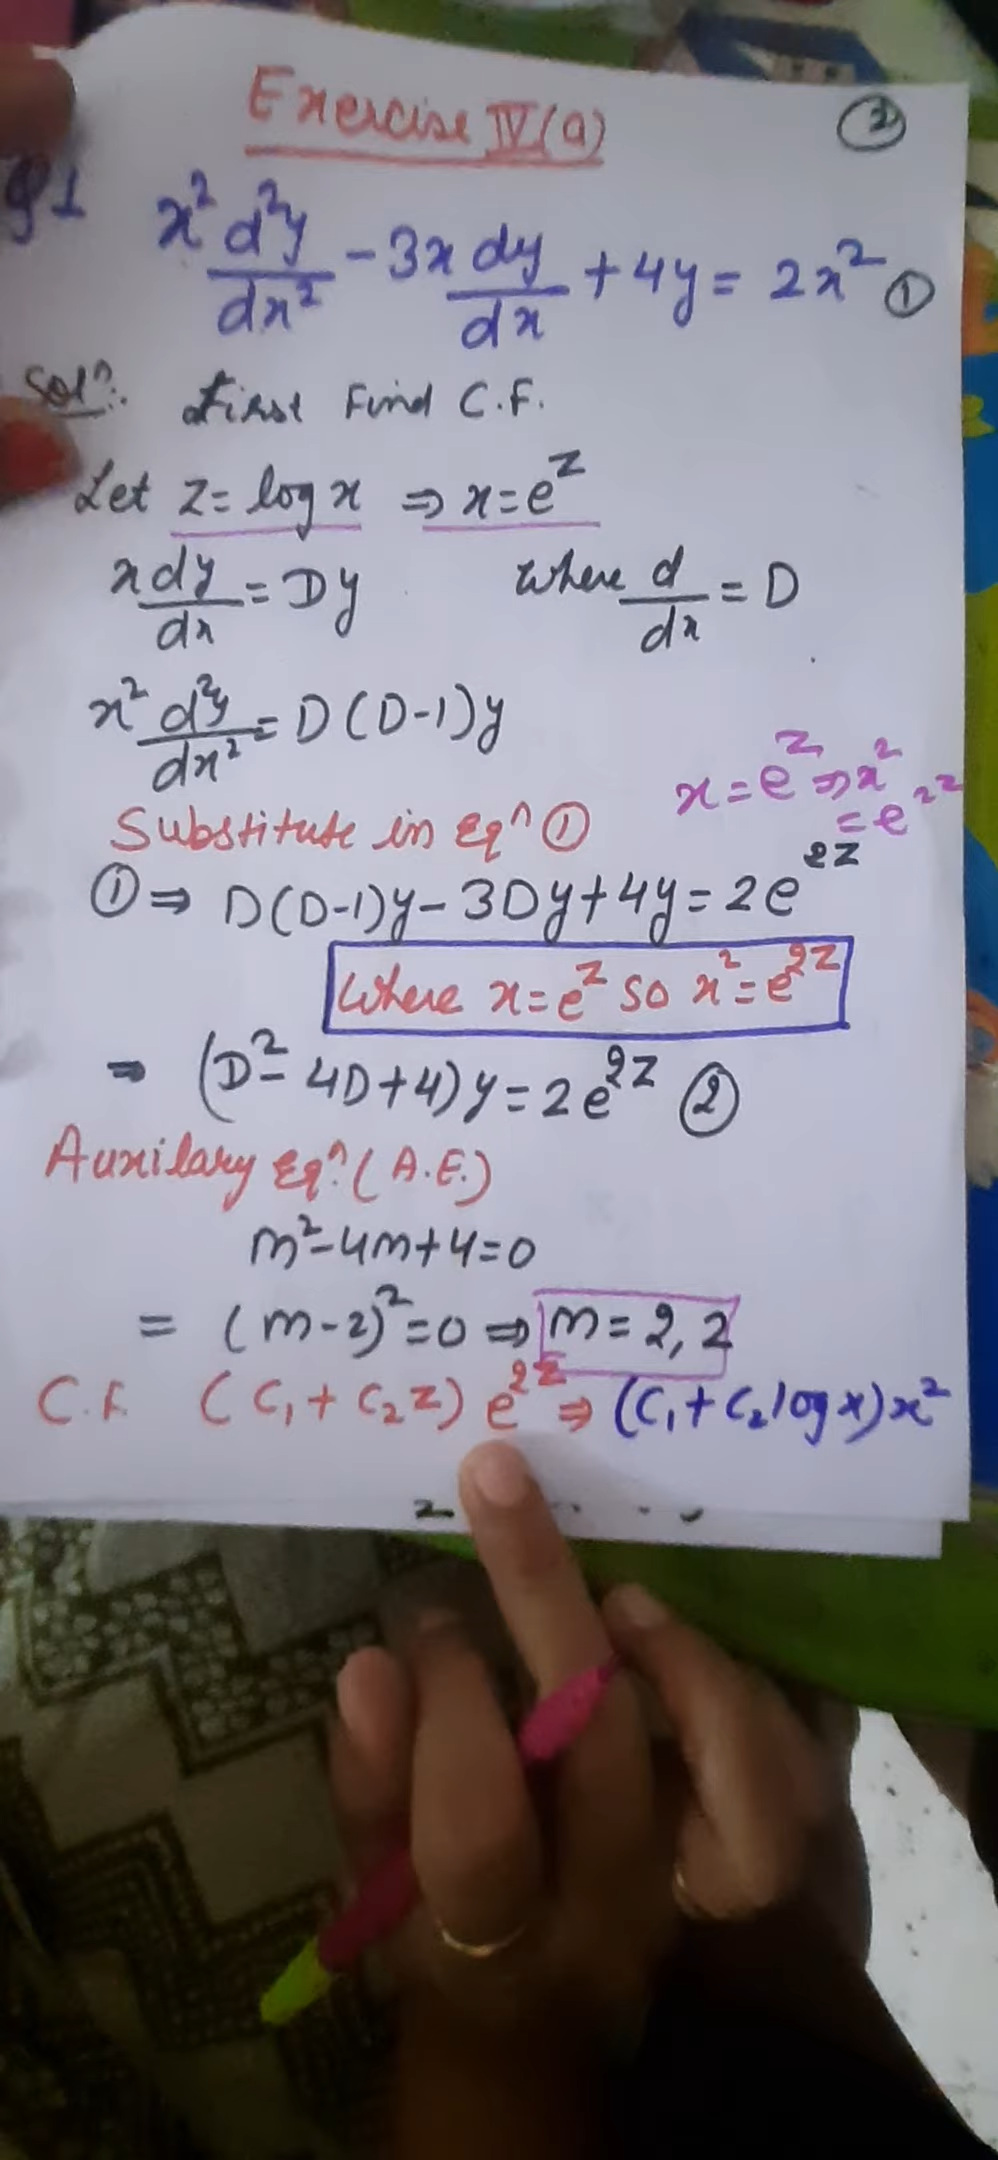 Exercise IV(a)
2
Q1 x² d²y/dx² - 3x dy/dx + 4y = 2x² ①
Solⁿ. First Find C.F.
Let z = log x ⇒ x = e^z
x dy/dx = Dy where d/dx = D
x² d²y/dx² = D(D-1)y
x = e^z ⇒ x²
= e^2z
Substitute in Eqⁿ ①
① ⇒ D(D-1)y - 3Dy + 4y = 2e^2z
Where x = e^z so x² = e^2z
⇒ (D² - 4D + 4)y = 2e^2z ②
Auxilary Eqⁿ. (A.E.)
m² - 4m + 4 = 0
= (m-2)² = 0 ⇒ m = 2, 2
C.F. (C₁ + C₂z) e^2z ⇒ (C₁ + C₂ log x) x²